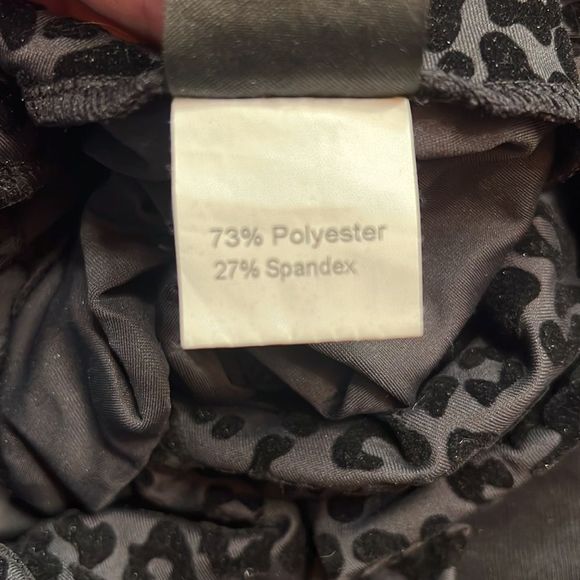 73% Polyester
27% Spandex